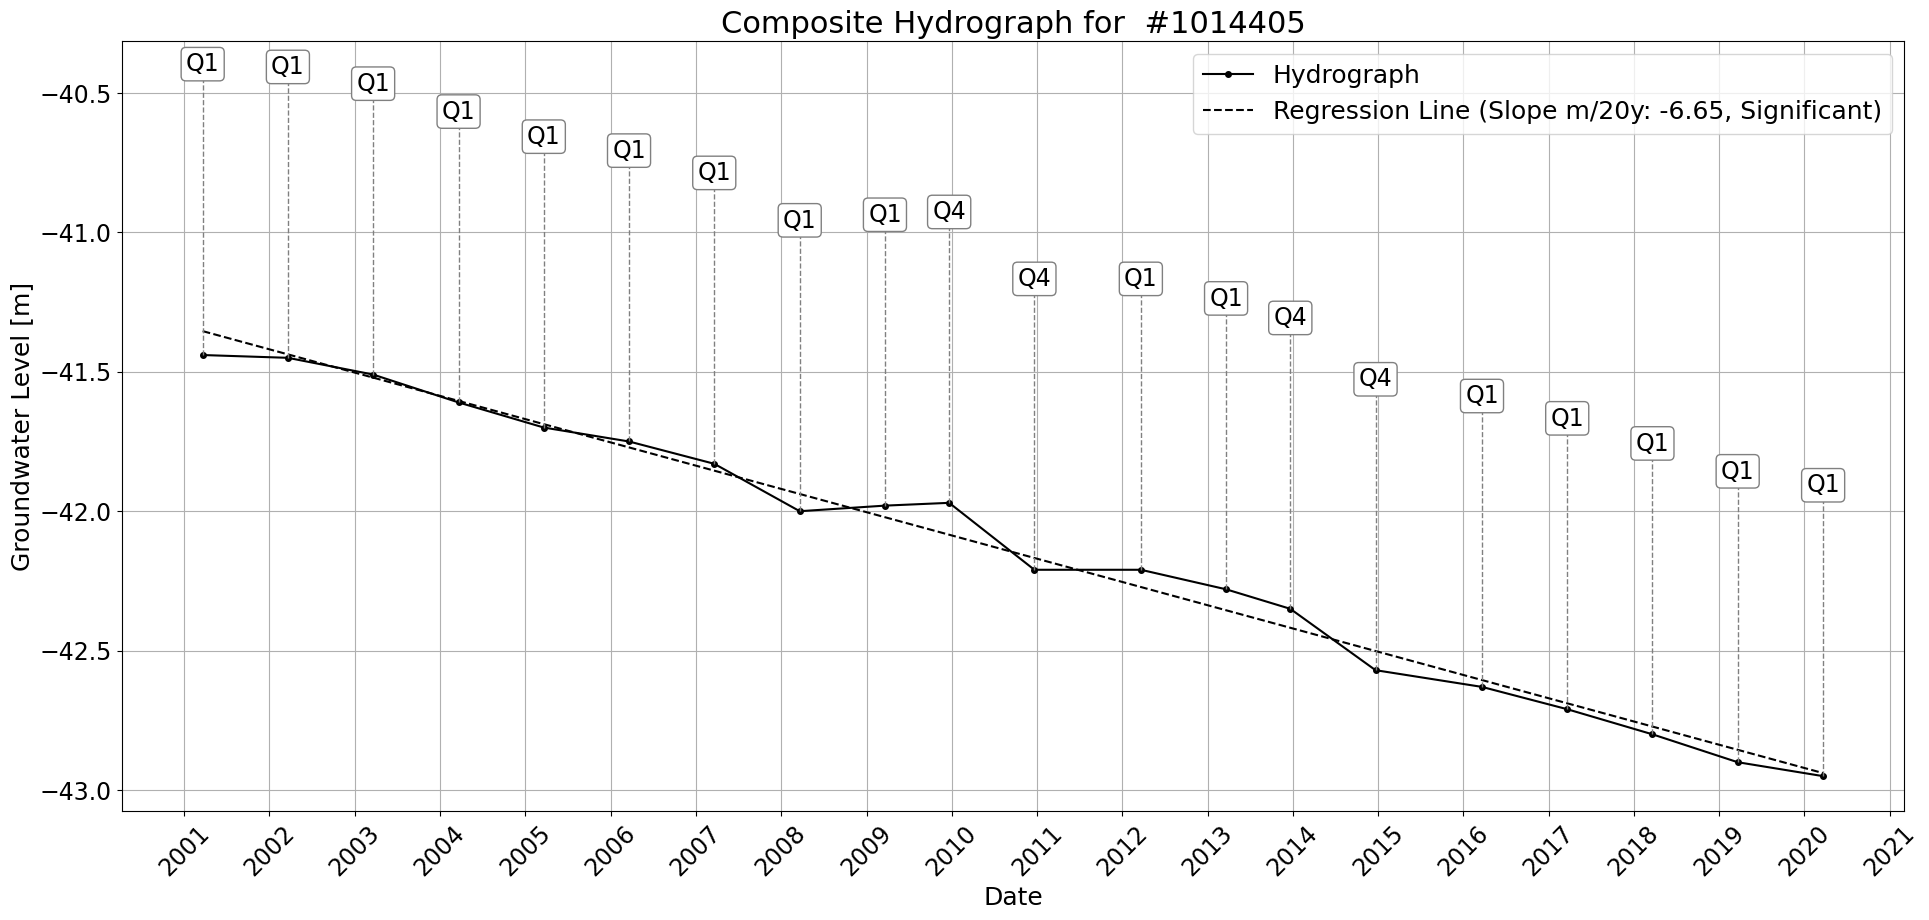 Composite Hydrograph for  #1014405
Hydrograph
Regression Line (Slope m/20y: -6.65, Significant)
Q1
Q1
Q1
Q1
Q1
Q1
Q1
Q1
Q1
Q4
Q4
Q1
Q1
Q4
Q4
Q1
Q1
Q1
Q1
Q1
Groundwater Level [m]
−40.5
−41.0
−41.5
−42.0
−42.5
−43.0
2001
2002
2003
2004
2005
2006
2007
2008
2009
2010
2011
2012
2013
2014
2015
2016
2017
2018
2019
2020
2021
Date